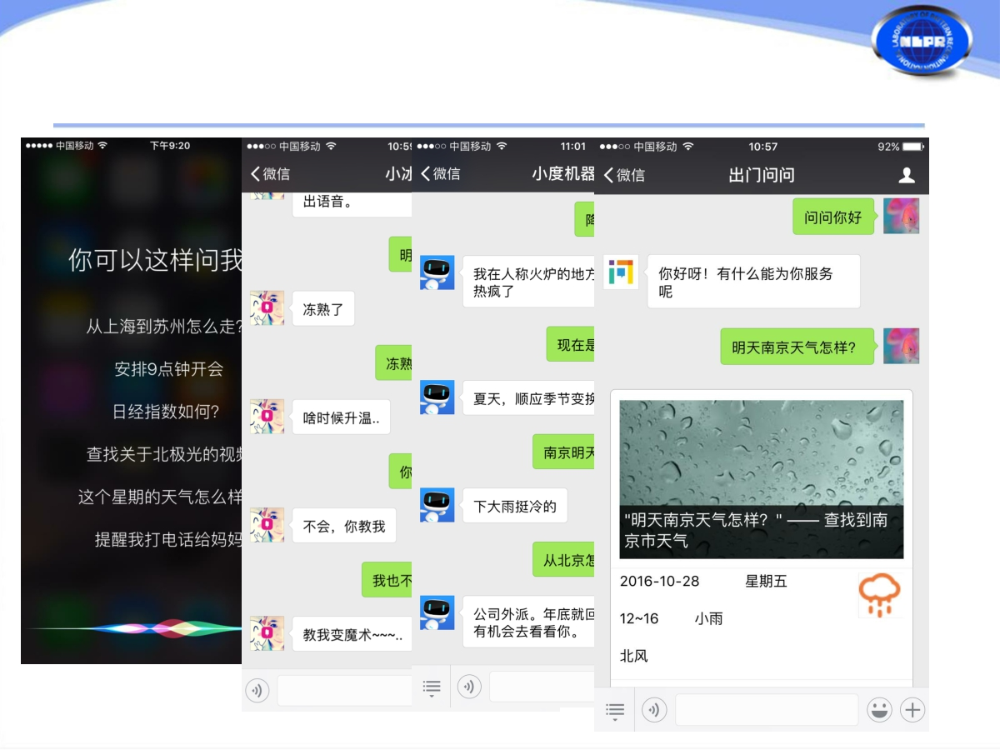 LABORATORY OF PATTERN RECOGNITION NATIONAL
NLPR
中国移动
下午9:20
你可以这样问我
从上海到苏州怎么走?
安排9点钟开会
日经指数如何?
查找关于北极光的视频
这个星期的天气怎么样
提醒我打电话给妈妈
中国移动
10:59
微信
小冰
出语音。
明
冻熟了
冻熟
啥时候升温..
你
不会，你教我
我也不
教我变魔术~~~..
中国移动
11:01
微信
小度机器
降
我在人称火炉的地方
热疯了
现在是
夏天，顺应季节变换
南京明天
下大雨挺冷的
从北京怎
公司外派。年底就回
有机会去看看你。
中国移动
10:57
92%
微信
出门问问
问问你好
你好呀！有什么能为你服务
呢
明天南京天气怎样?
"明天南京天气怎样？" —— 查找到南
京市天气
2016-10-28 星期五
12~16 小雨
北风